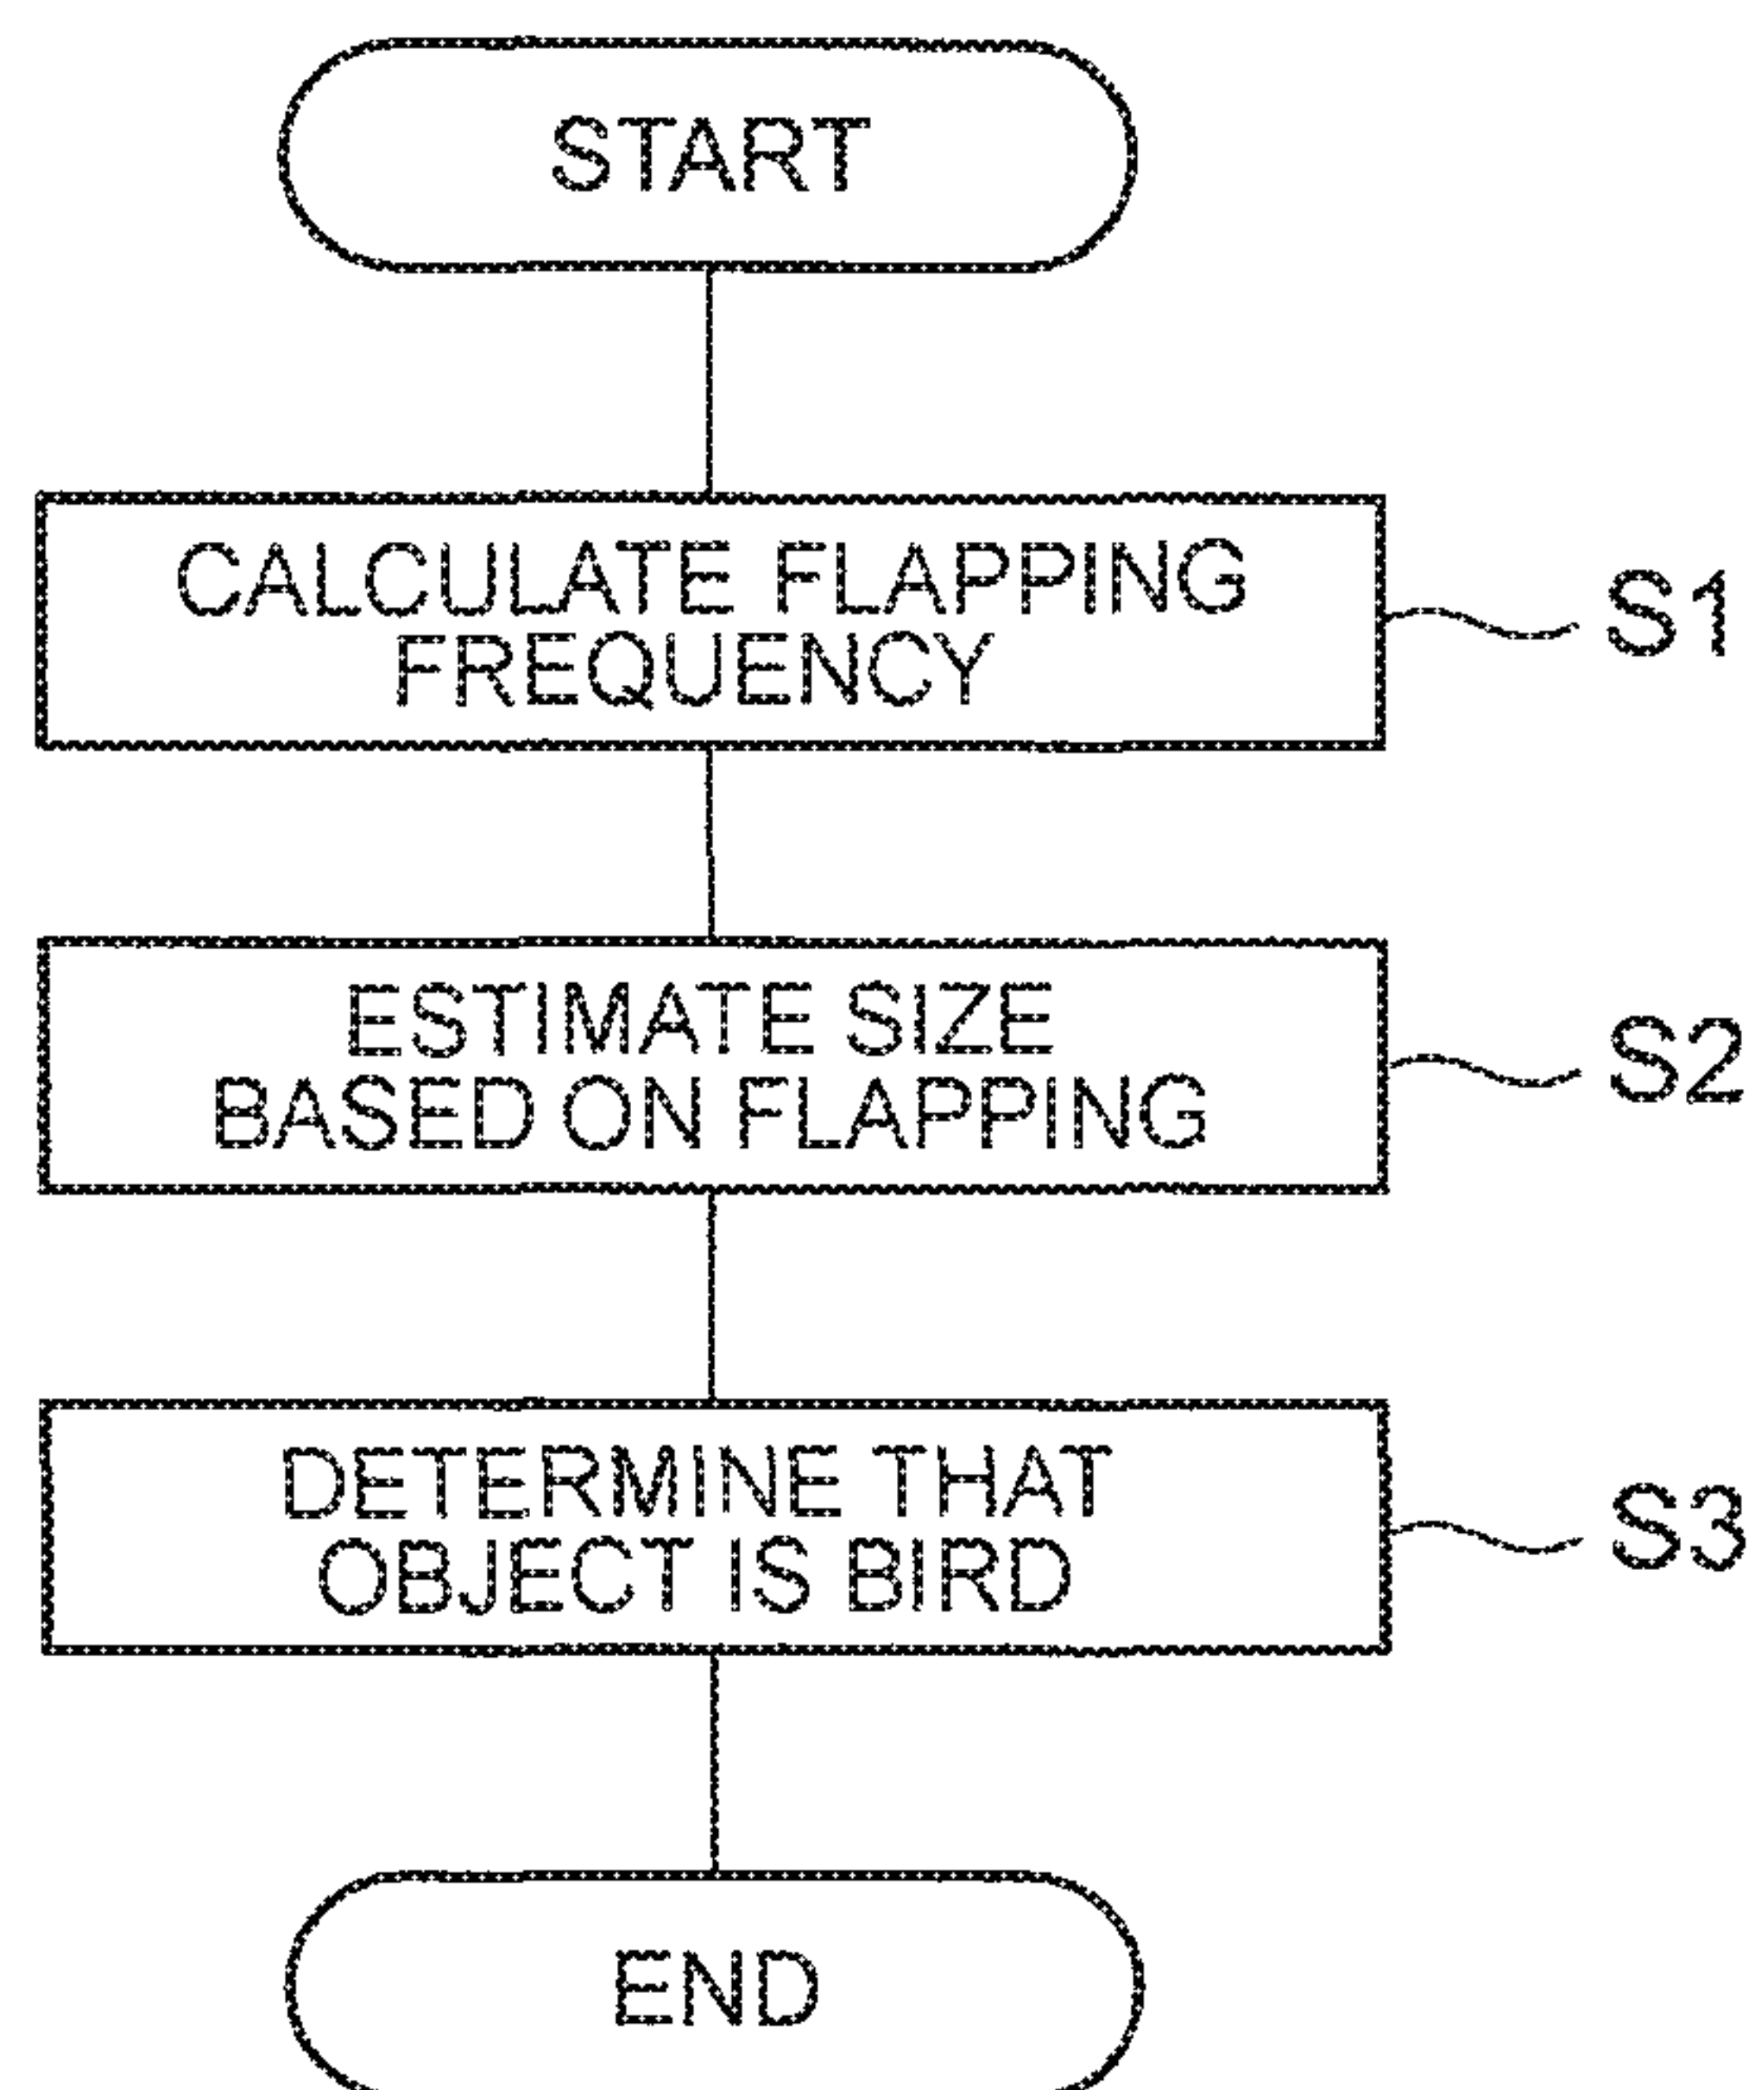 START
CALCULATE FLAPPING
FREQUENCY
S1
ESTIMATE SIZE
BASED ON FLAPPING
S2
DETERMINE THAT
OBJECT IS BIRD
S3
END